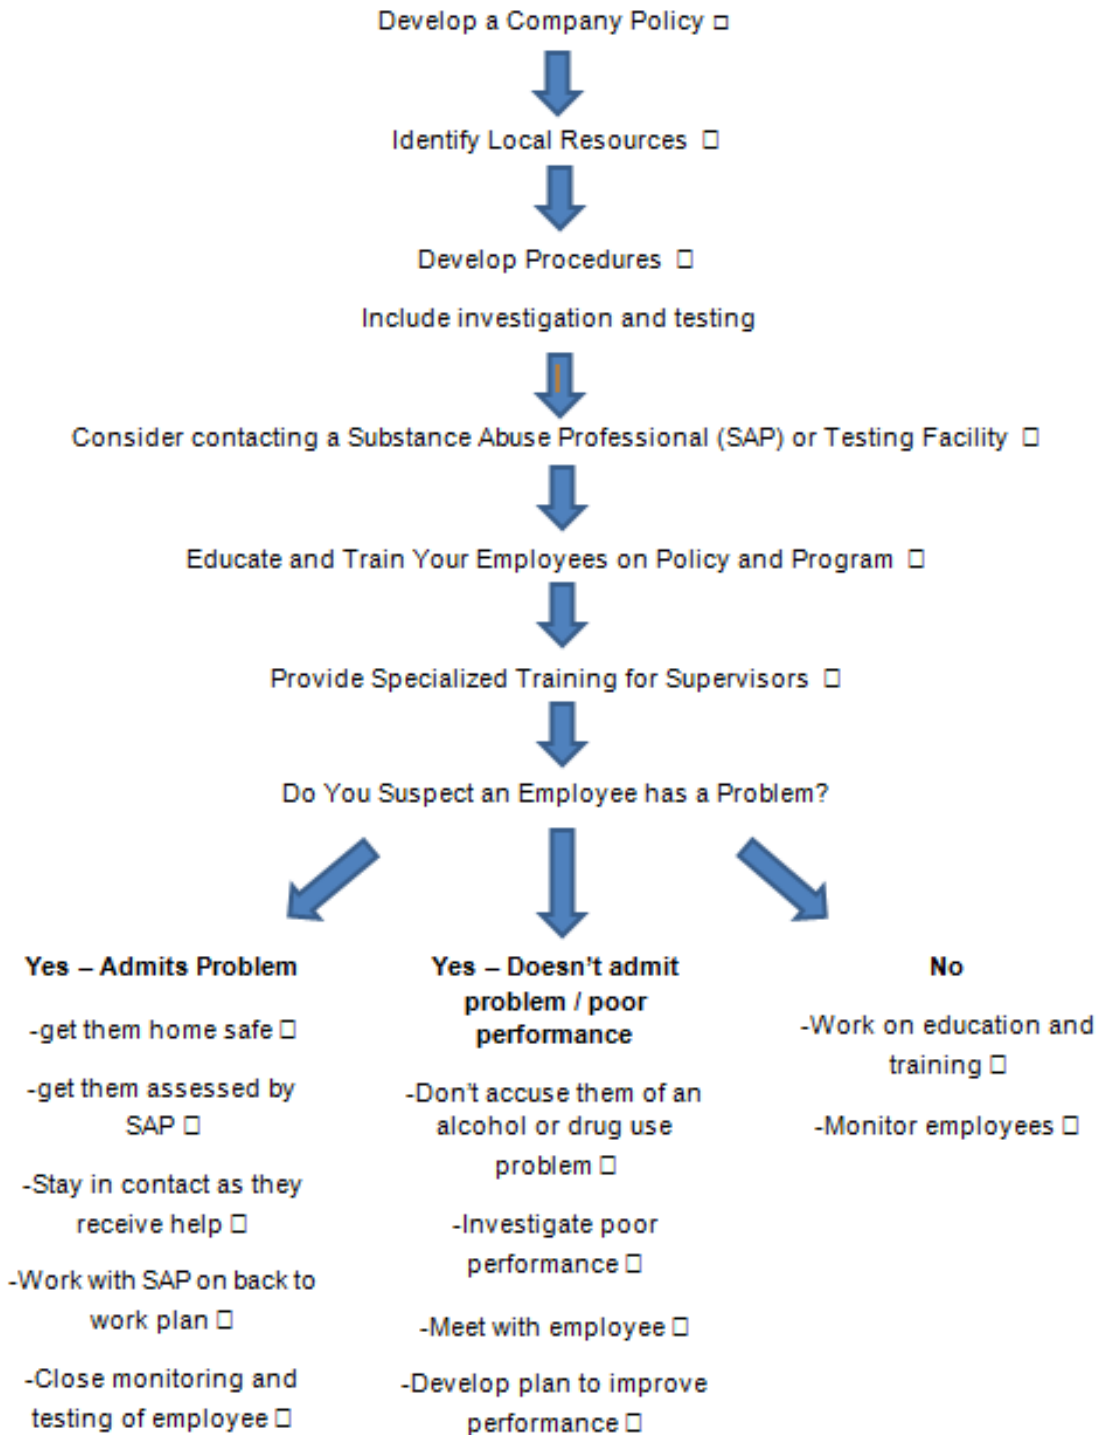 Develop a Company Policy □
Identify Local Resources □
Develop Procedures □
Include investigation and testing
Consider contacting a Substance Abuse Professional (SAP) or Testing Facility □
Educate and Train Your Employees on Policy and Program □
Provide Specialized Training for Supervisors □
Do You Suspect an Employee has a Problem?
Yes – Admits Problem
-get them home safe □
-get them assessed by
SAP □
-Stay in contact as they
receive help □
-Work with SAP on back to
work plan □
-Close monitoring and
testing of employee □
Yes – Doesn't admit
problem / poor
performance
-Don't accuse them of an
alcohol or drug use
problem □
-Investigate poor
performance □
-Meet with employee □
-Develop plan to improve
performance □
No
-Work on education and
training □
-Monitor employees □